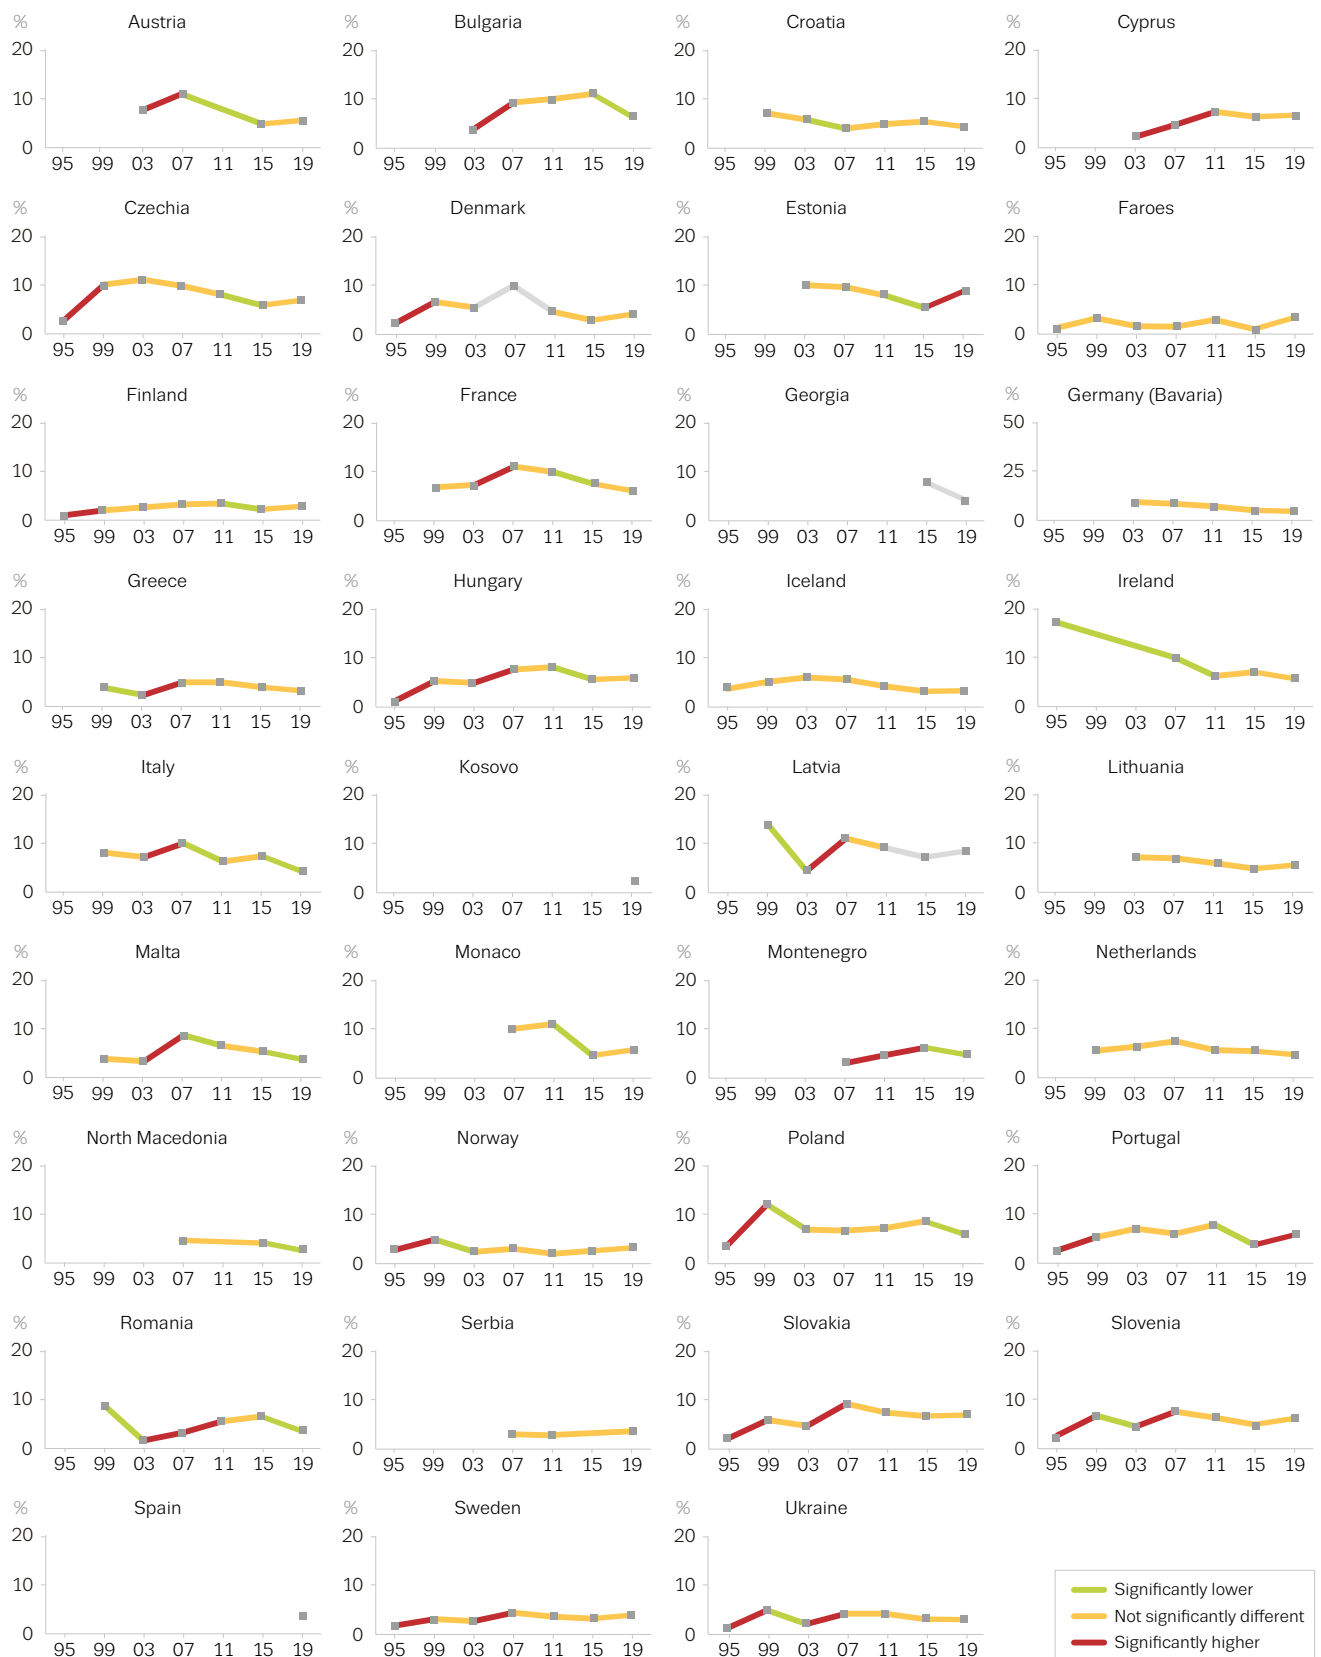 % Austria % Bulgaria % Croatia % Cyprus
20 20 20 20
10 10 10 10
0 0 0 0
95 99 03 07 11 15 19 95 99 03 07 11 15 19 95 99 03 07 11 15 19 95 99 03 07 11 15 19
% Czechia % Denmark % Estonia % Faroes
20 20 20 20
10 10 10 10
0 0 0 0
95 99 03 07 11 15 19 95 99 03 07 11 15 19 95 99 03 07 11 15 19 95 99 03 07 11 15 19
% Finland % France % Georgia % Germany (Bavaria)
20 20 20 50
10 10 10 25
0 0 0 0
95 99 03 07 11 15 19 95 99 03 07 11 15 19 95 99 03 07 11 15 19 95 99 03 07 11 15 19
% Greece % Hungary % Iceland % Ireland
20 20 20 20
10 10 10 10
0 0 0 0
95 99 03 07 11 15 19 95 99 03 07 11 15 19 95 99 03 07 11 15 19 95 99 03 07 11 15 19
% Italy % Kosovo % Latvia % Lithuania
20 20 20 20
10 10 10 10
0 0 0 0
95 99 03 07 11 15 19 95 99 03 07 11 15 19 95 99 03 07 11 15 19 95 99 03 07 11 15 19
% Malta % Monaco % Montenegro % Netherlands
20 20 20 20
10 10 10 10
0 0 0 0
95 99 03 07 11 15 19 95 99 03 07 11 15 19 95 99 03 07 11 15 19 95 99 03 07 11 15 19
% North Macedonia % Norway % Poland % Portugal
20 20 20 20
10 10 10 10
0 0 0 0
95 99 03 07 11 15 19 95 99 03 07 11 15 19 95 99 03 07 11 15 19 95 99 03 07 11 15 19
% Romania % Serbia % Slovakia % Slovenia
20 20 20 20
10 10 10 10
0 0 0 0
95 99 03 07 11 15 19 95 99 03 07 11 15 19 95 99 03 07 11 15 19 95 99 03 07 11 15 19
% Spain % Sweden % Ukraine
20 20 20
10 10 10
0 0 0
95 99 03 07 11 15 19 95 99 03 07 11 15 19 95 99 03 07 11 15 19
Significantly lower
Not significantly different
Significantly higher